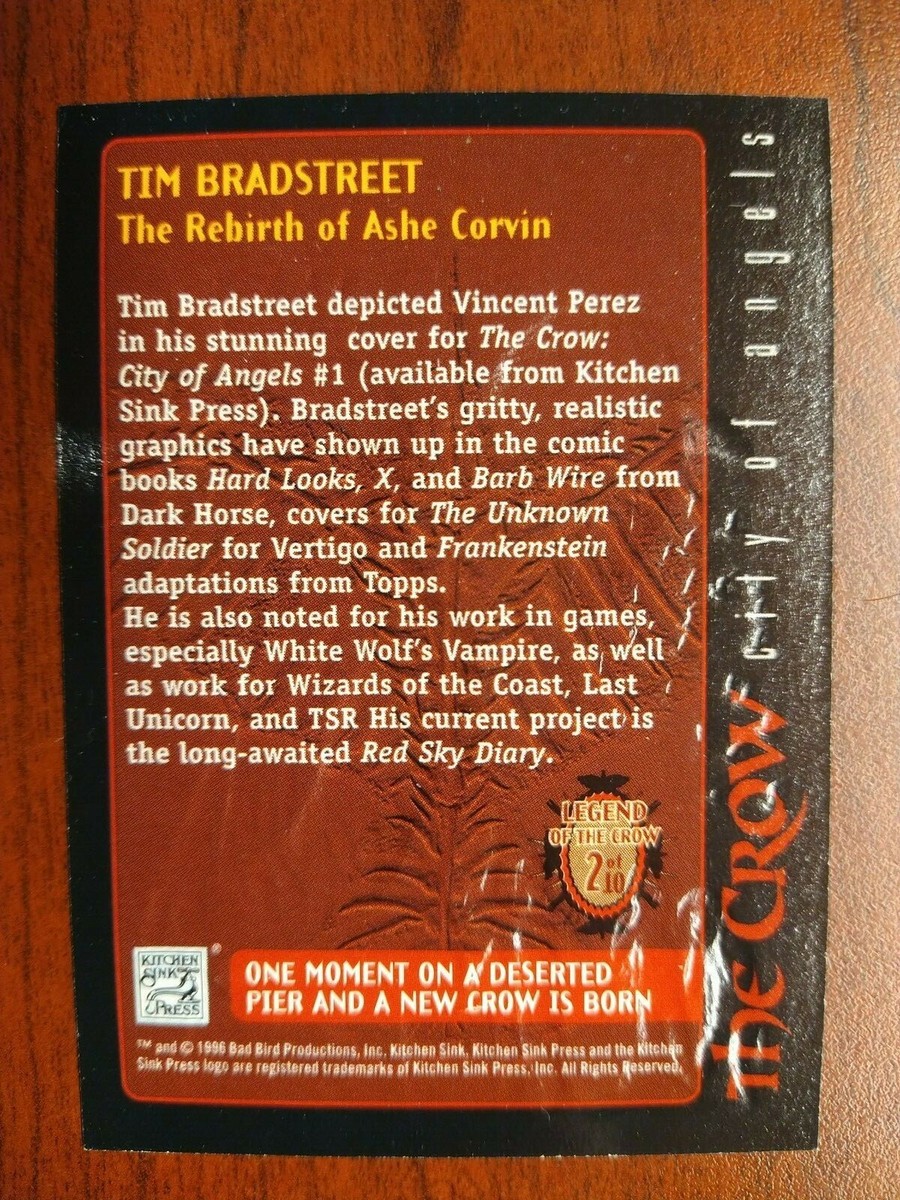 TIM BRADSTREET
The Rebirth of Ashe Corvin
Tim Bradstreet depicted Vincent Perez
in his stunning cover for The Crow:
City of Angels #1 (available from Kitchen
Sink Press). Bradstreet's gritty, realistic
graphics have shown up in the comic
books Hard Looks, X, and Barb Wire from
Dark Horse, covers for The Unknown
Soldier for Vertigo and Frankenstein
adaptations from Topps.
He is also noted for his work in games,
especially White Wolf's Vampire, as well
as work for Wizards of the Coast, Last
Unicorn, and TSR His current project is
the long-awaited Red Sky Diary.
LEGEND
OF THE CROW
2 of 10
KITCHEN
SINK
PRESS
®
ONE MOMENT ON A DESERTED
PIER AND A NEW CROW IS BORN
™ and © 1996 Bad Bird Productions, Inc. Kitchen Sink, Kitchen Sink Press and the Kitchen
Sink Press logo are registered trademarks of Kitchen Sink Press, Inc. All Rights Reserved.
THE CROW city of angels